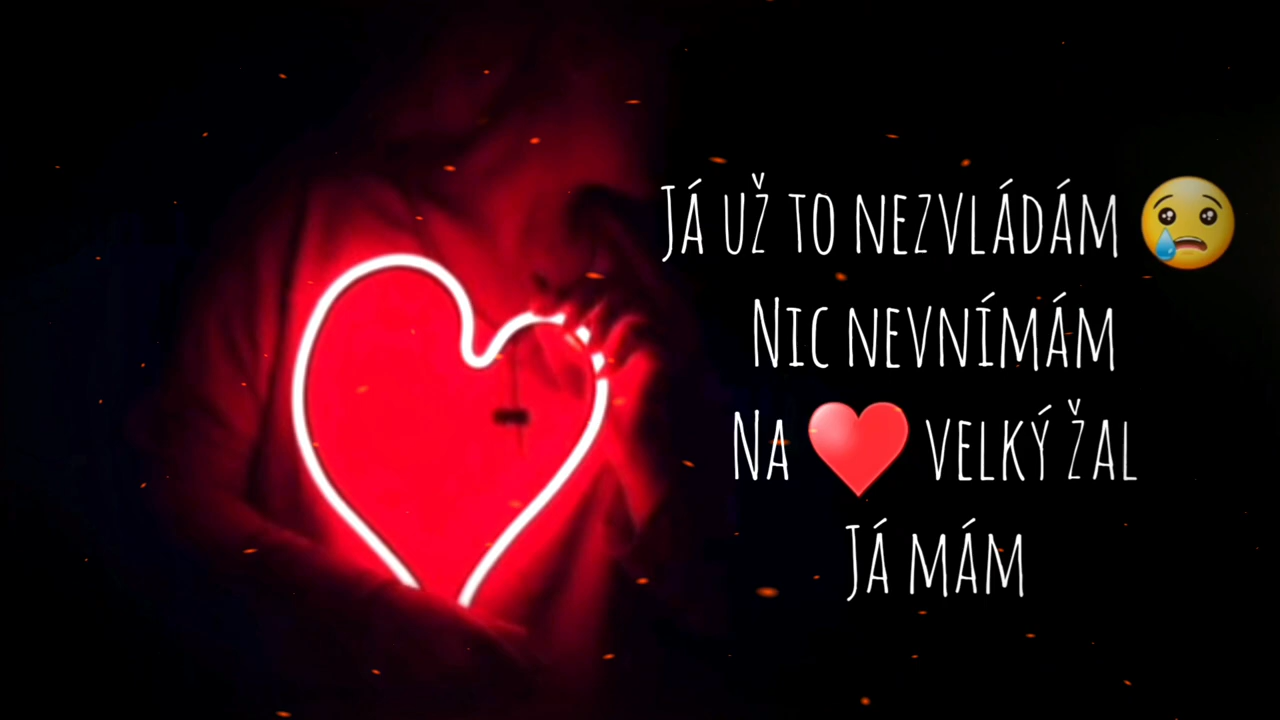 Já už to nezvládám 😢
Nic nevnímám
Na ❤️ velký žal
Já mám